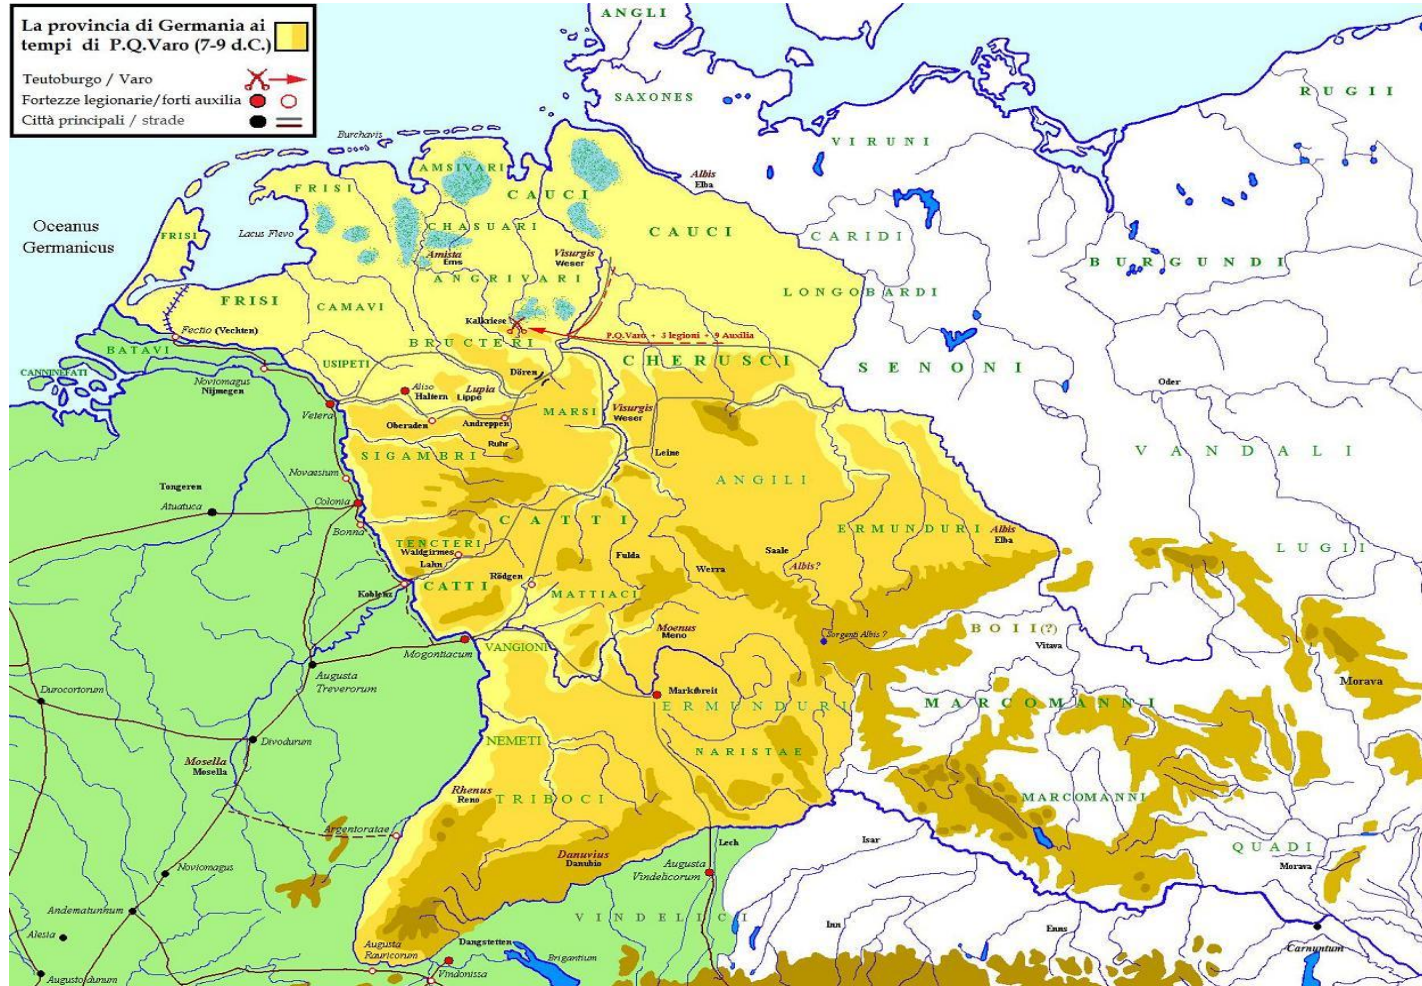 La provincia di Germania ai
tempi di P.Q.Varo (7-9 d.C.)
Teutoburgo / Varo
Fortezze legionarie/forti auxilia
Città principali / strade
ANGLI
SAXONES
RUGII
VIRUNI
Burchavis
AMSIVARI
FRISI
CAUCI
Albis
Elba
Oceanus
Germanicus
FRISI
Lacus Flevo
CHASUARI
CAUCI
CARIDI
Amista
Ems
Visurgis
Weser
BURGUNDI
ANGRIVARI
LONGOBARDI
FRISI
CAMAVI
Kalkriese
Fectio (Vechten)
P.Q.Varo + 3 legioni + 9 Auxilia
BATAVI
BRUCTERI
CHERUSCI
USIPETI
SENONI
CANNINEFATI
Noviomagus
Nijmegen
Dören
Oder
Aliso
Haltern
Lupia
Lippe
Vetera
MARSI
Visurgis
Weser
Oberaden
Andreppen
Ruhr
SIGAMBRI
Leine
VANDALI
Novaesium
ANGILI
Tongeren
Atuatuca
Colonia
CATTI
ERMUNDURI
Albis
Elba
Bonna
TENCTERI
Waldgirmes
Lahn
Fulda
Saale
LUGII
Werra
Albis?
Koblenz
CATTI
Rödgen
MATTIACI
Moenus
Meno
Sorgenti Albis ?
BOII(?)
Vltava
Mogontiacum
VANGIONI
Augusta
Treverorum
Durocortorum
Marktbreit
Morava
ERMUNDURI
MARCOMANNI
Divodurum
NEMETI
NARISTAE
Mosella
Mosella
Rhenus
Reno
TRIBOCI
MARCOMANNI
Argentoratae
Lech
Isar
QUADI
Danuvius
Danubio
Augusta
Vindelicorum
Morava
Noviomagus
Andematunnum
VINDELICI
Inn
Enns
Alesia
Augusta
Rauricorum
Dangstetten
Brigantium
Carnuntum
Augustodunum
Vindonissa